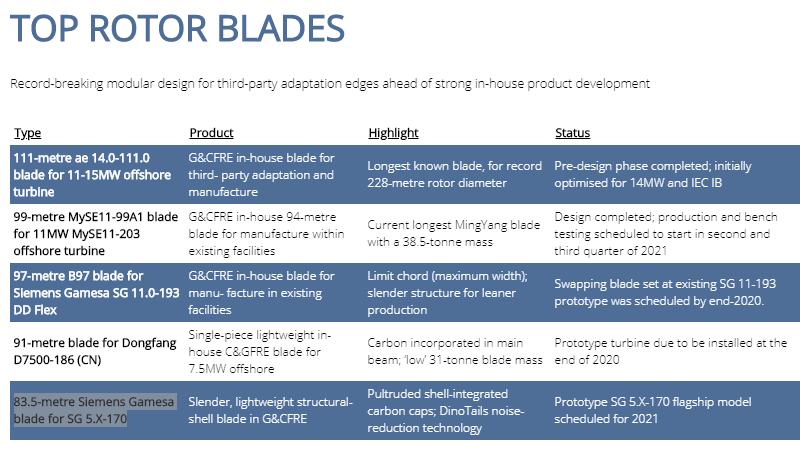 TOP ROTOR BLADES
Record-breaking modular design for third-party adaptation edges ahead of strong in-house product development
Type
Product
Highlight
Status
111-metre ae 14.0-111.0
blade for 11-15MW offshore
turbine
G&CFRE in-house blade for
third- party adaptation and
manufacture
Longest known blade, for record
228-metre rotor diameter
Pre-design phase completed; initially
optimised for 14MW and IEC IB
99-metre MySE11-99A1 blade
for 11MW MySE11-203
offshore turbine
G&CFRE in-house 94-metre
blade for manufacture within
existing facilities
Current longest MingYang blade
with a 38.5-tonne mass
Design completed; production and bench
testing scheduled to start in second and
third quarter of 2021
97-metre B97 blade for
Siemens Gamesa SG 11.0-193
DD Flex
G&CFRE in-house blade for
manu- facture in existing
facilities
Limit chord (maximum width);
slender structure for leaner
production
Swapping blade set at existing SG 11-193
prototype was scheduled by end-2020.
91-metre blade for Dongfang
D7500-186 (CN)
Single-piece lightweight in-
house C&GFRE blade for
7.5MW offshore
Carbon incorporated in main
beam; 'low' 31-tonne blade mass
Prototype turbine due to be installed at the
end of 2020
83.5-metre Siemens Gamesa
blade for SG 5.X-170
Slender, lightweight structural-
shell blade in G&CFRE
Pultruded shell-integrated
carbon caps; DinoTails noise-
reduction technology
Prototype SG 5.X-170 flagship model
scheduled for 2021